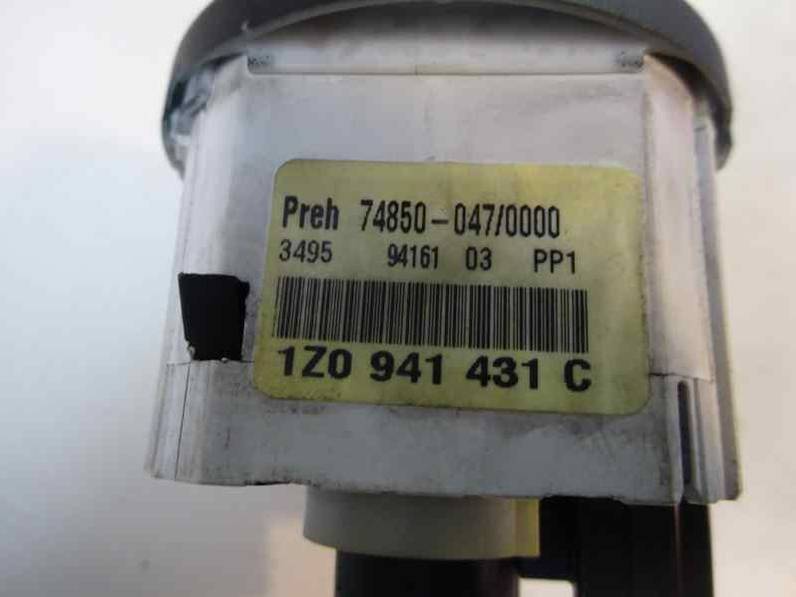 Preh 74850-047/0000
3495 94161 03 PP1
1Z0 941 431 C